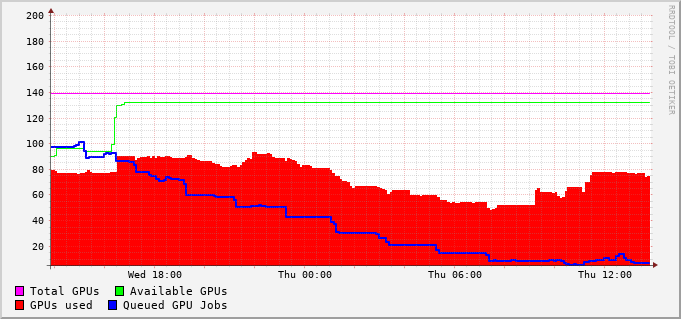 200
180
160
140
120
100
80
60
40
20
Wed 18:00 Thu 00:00 Thu 06:00 Thu 12:00
Total GPUs Available GPUs
GPUs used Queued GPU Jobs
RRDTOOL / TOBI OETIKER